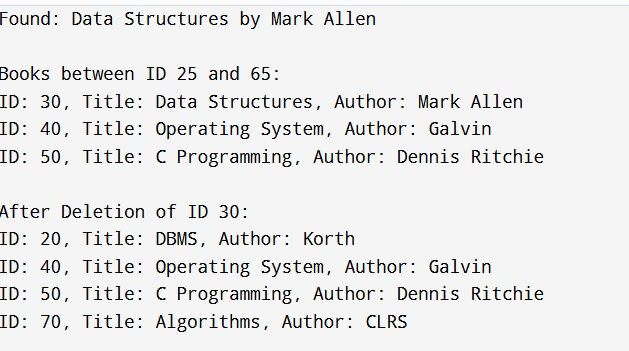 Found: Data Structures by Mark Allen
Books between ID 25 and 65:
ID: 30, Title: Data Structures, Author: Mark Allen
ID: 40, Title: Operating System, Author: Galvin
ID: 50, Title: C Programming, Author: Dennis Ritchie
After Deletion of ID 30:
ID: 20, Title: DBMS, Author: Korth
ID: 40, Title: Operating System, Author: Galvin
ID: 50, Title: C Programming, Author: Dennis Ritchie
ID: 70, Title: Algorithms, Author: CLRS